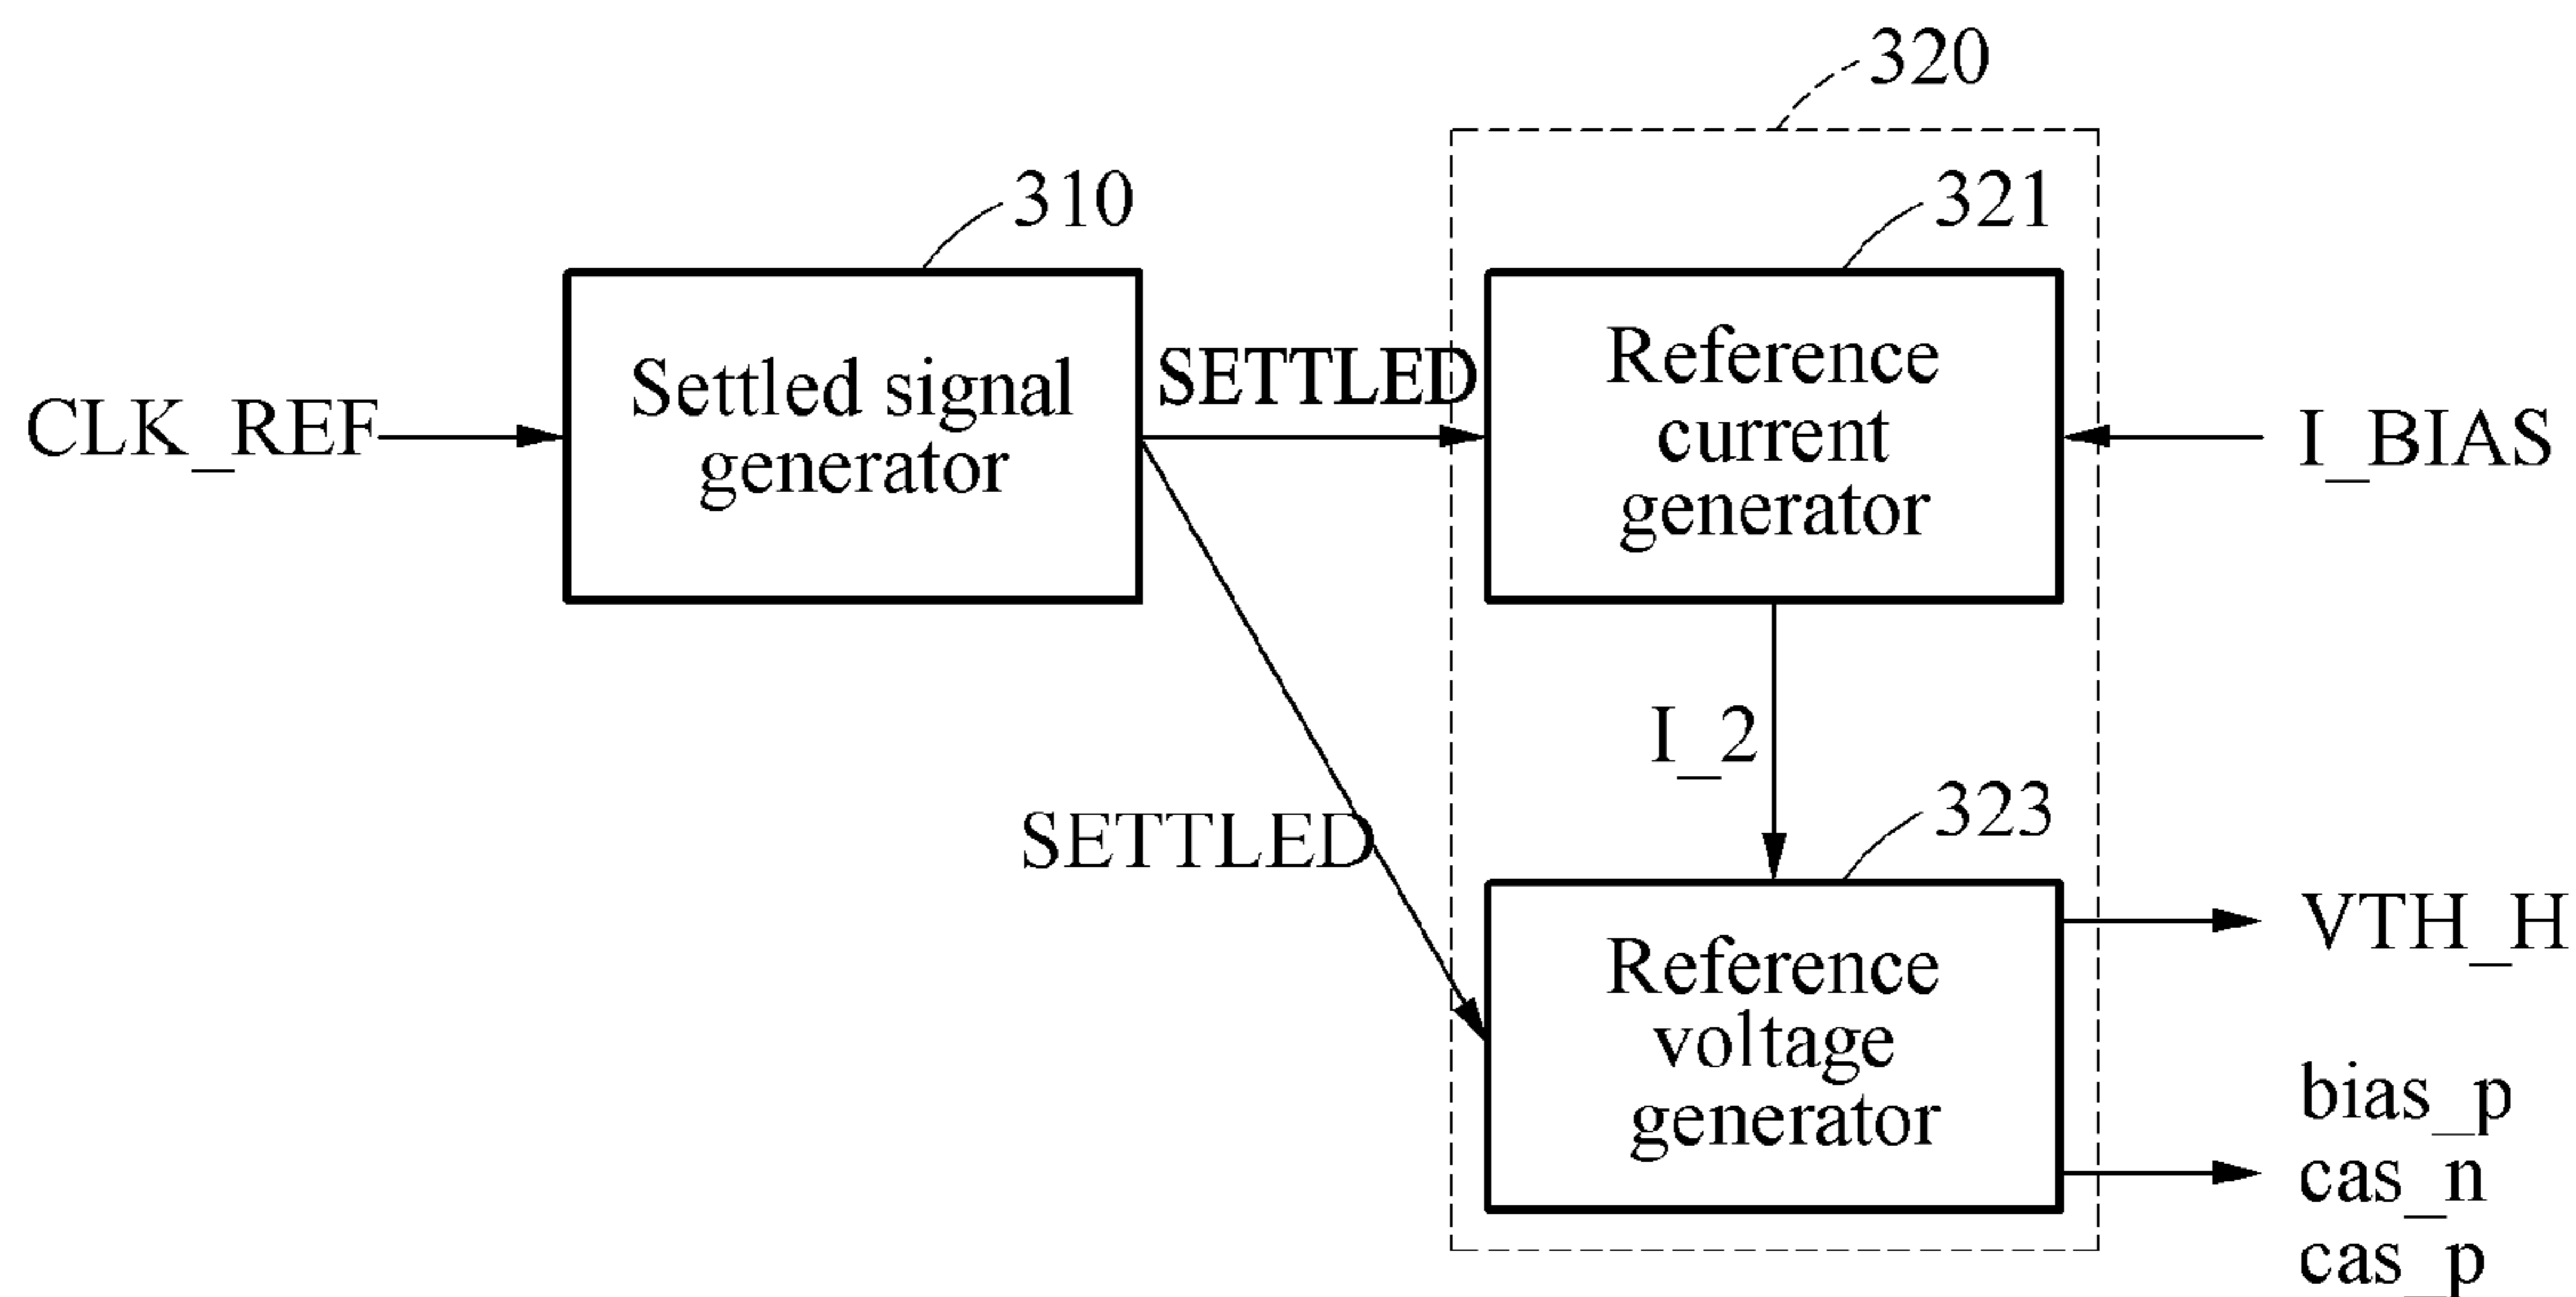 320
310
321
Settled signal
generator
SETTLED
Reference
current
generator
CLK_REF
I_BIAS
I_2
SETTLED
323
Reference
voltage
generator
VTH_H
bias_p
cas_n
cas_p